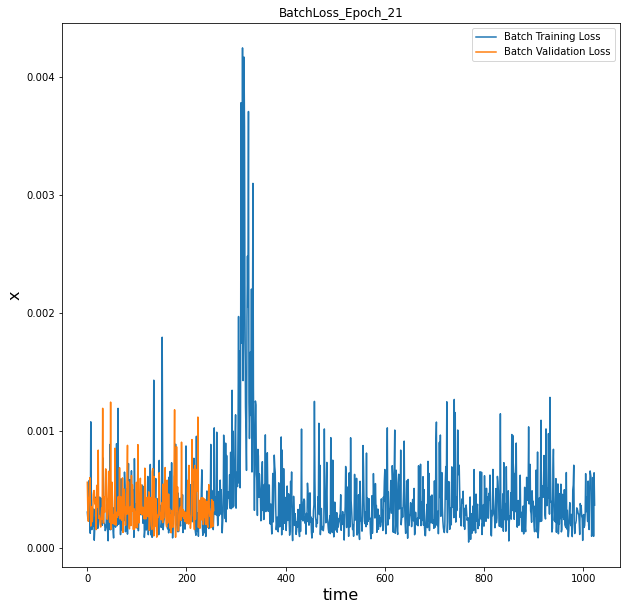 BatchLoss_Epoch_21
Batch Training Loss
Batch Validation Loss
0.004
0.003
0.002
0.001
0.000
x
0 200 400 600 800 1000
time